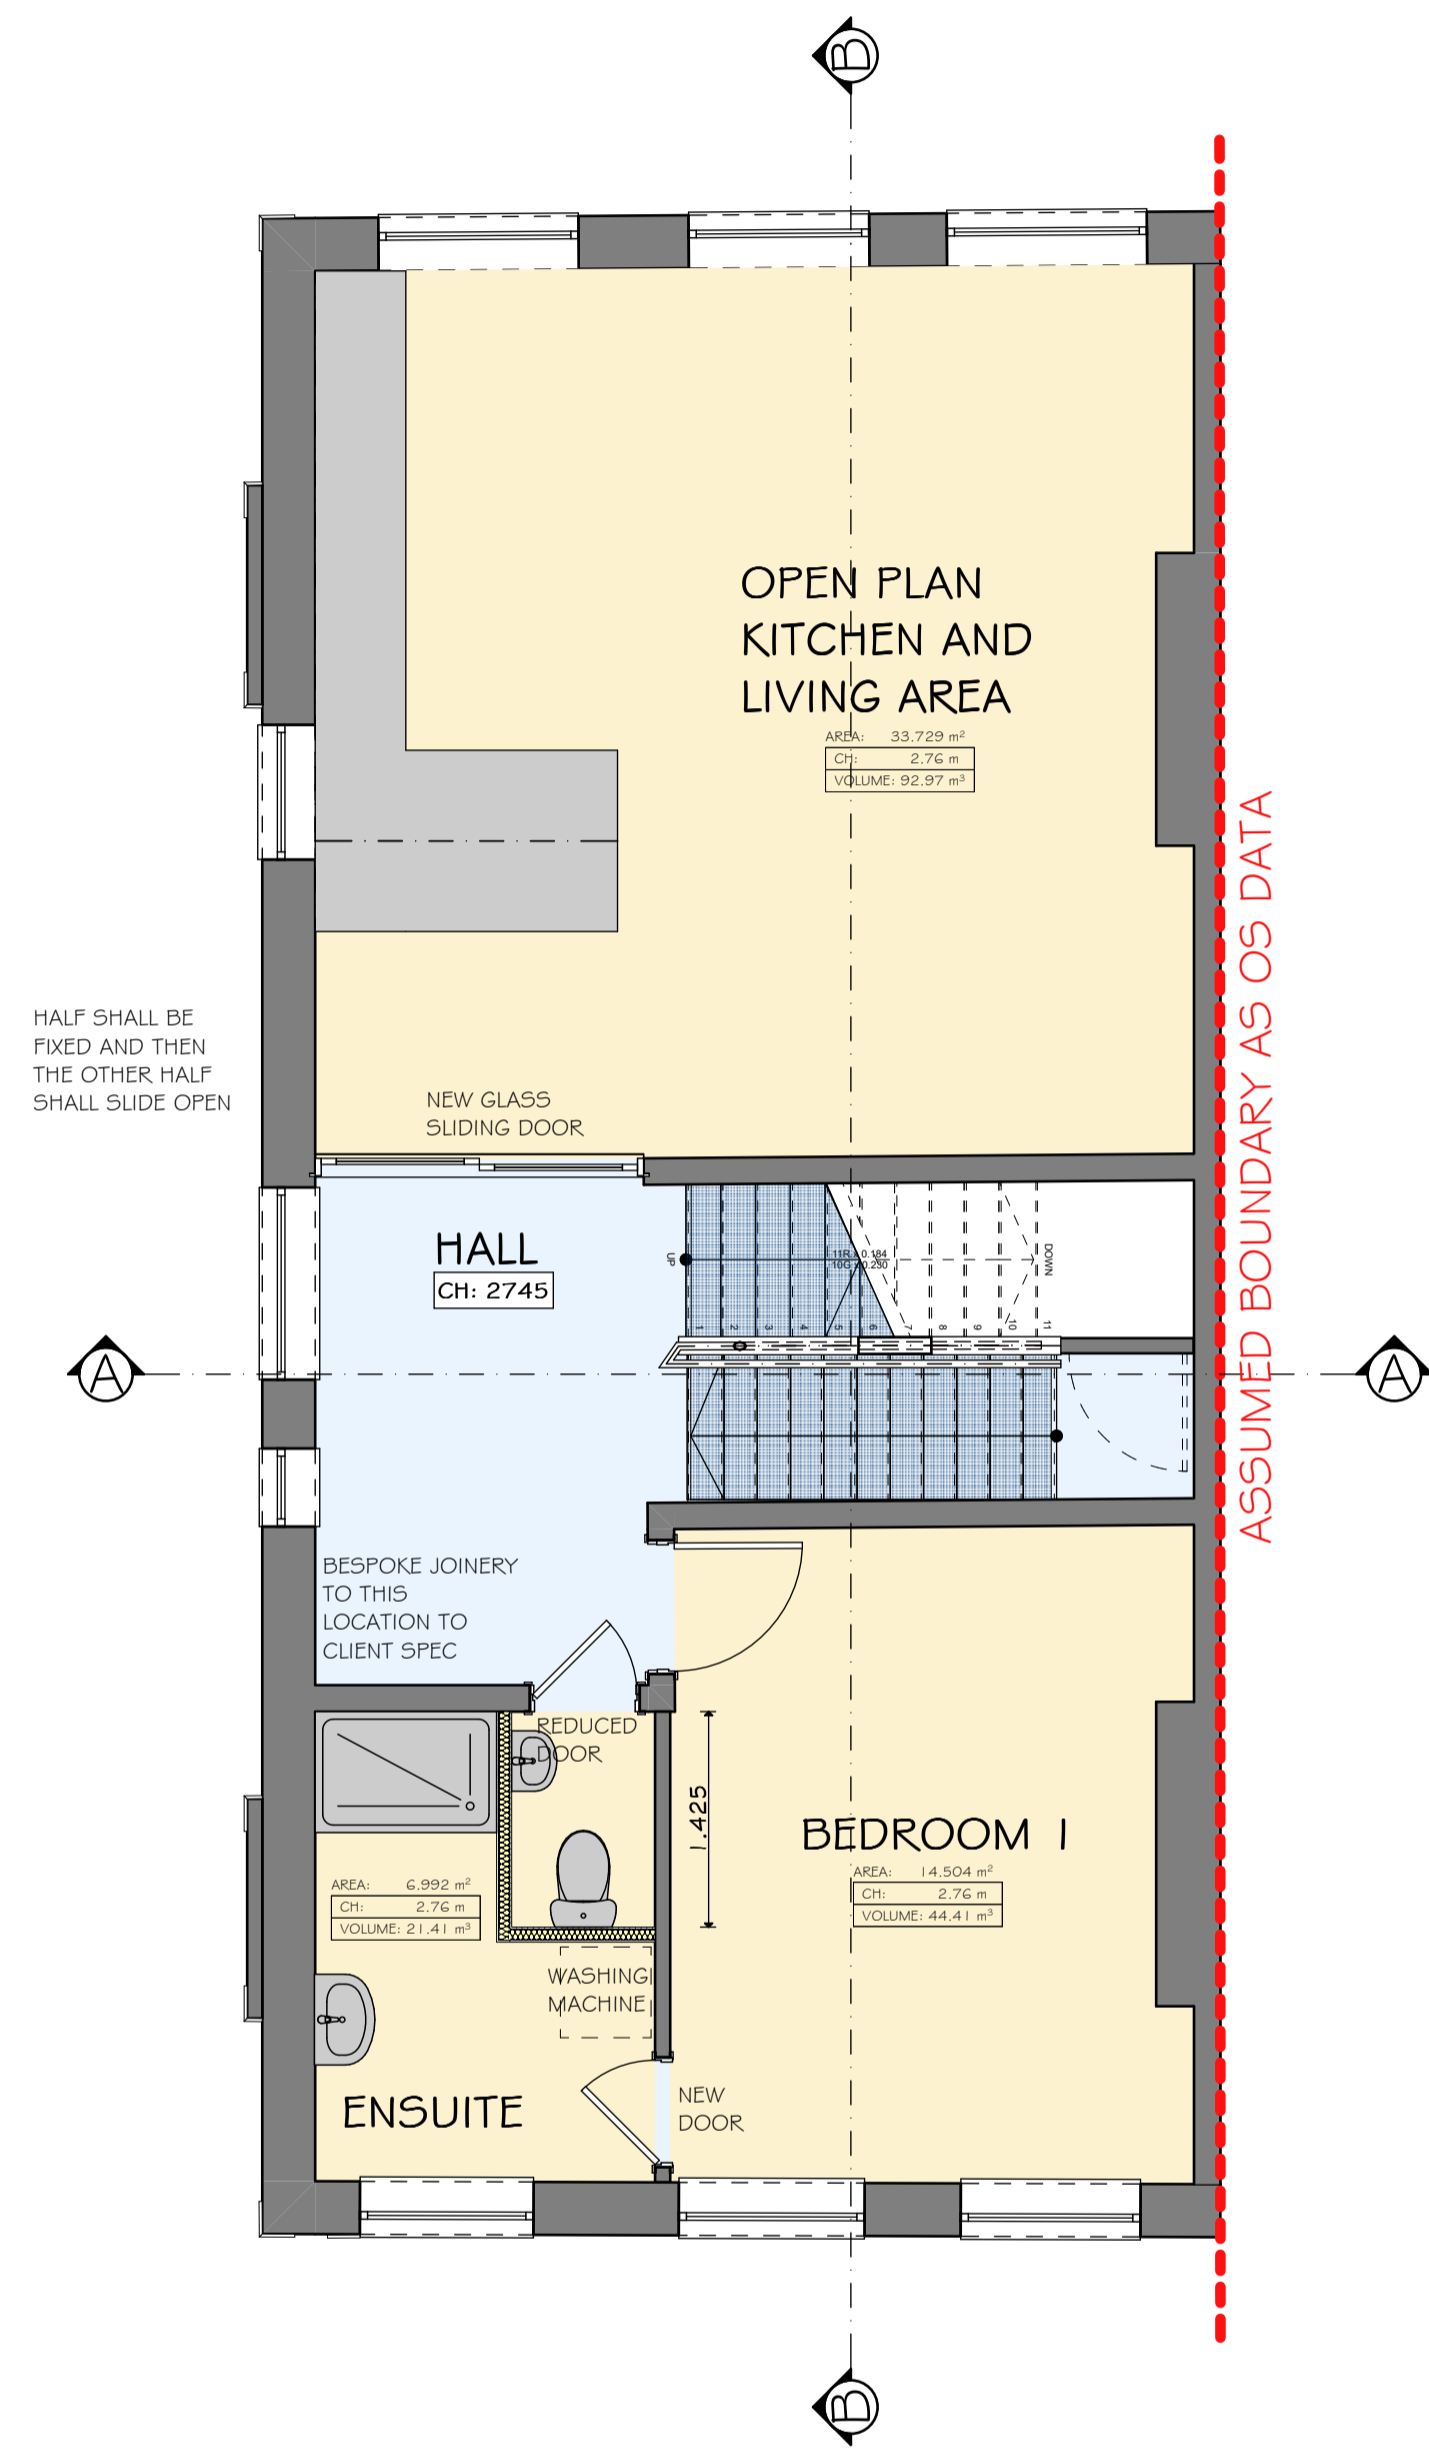 B
OPEN PLAN
KITCHEN AND
LIVING AREA
AREA: 33.729 m²
CH: 2.76 m
VOLUME: 92.97 m³
ASSUMED BOUNDARY AS OS DATA
HALF SHALL BE
FIXED AND THEN
THE OTHER HALF
SHALL SLIDE OPEN
NEW GLASS
SLIDING DOOR
HALL
CH: 2745
UP
11R x 0.184
10G x 0.230
DOWN
1 2 3 4 5 6 7 8 9 10 11
A
A
BESPOKE JOINERY
TO THIS
LOCATION TO
CLIENT SPEC
REDUCED
DOOR
1.425
BEDROOM 1
AREA: 14.504 m²
CH: 2.76 m
VOLUME: 44.41 m³
AREA: 6.992 m²
CH: 2.76 m
VOLUME: 21.41 m³
WASHING
MACHINE
ENSUITE
NEW
DOOR
B